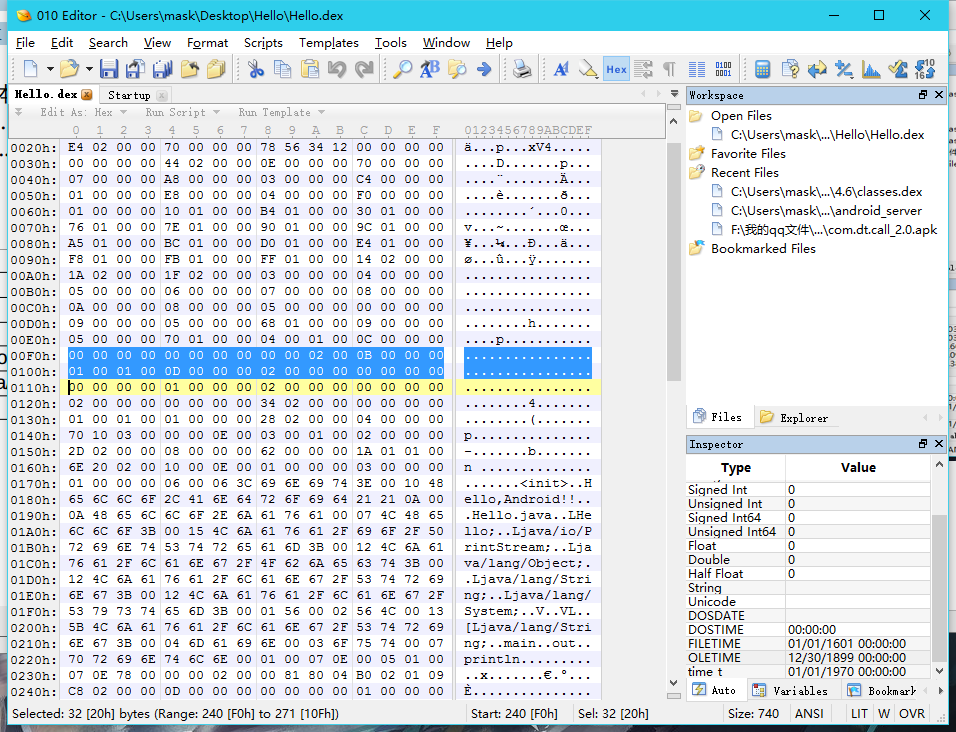 010 Editor - C:\Users\mask\Desktop\Hello\Hello.dex
File Edit Search View Format Scripts Templates Tools Window Help
Hello.dex Startup
Edit As: Hex Run Script Run Template
0 1 2 3 4 5 6 7 8 9 A B C D E F 0123456789ABCDEF
0020h: E4 02 00 00 70 00 00 00 78 56 34 12 00 00 00 00 ä...p...xV4.....
0030h: 00 00 00 00 44 02 00 00 0E 00 00 00 70 00 00 00 ....D.......p...
0040h: 07 00 00 00 A8 00 00 00 03 00 00 00 C4 00 00 00 ....¨.......Ä...
0050h: 01 00 00 00 E8 00 00 00 04 00 00 00 F0 00 00 00 ....è.......ð...
0060h: 01 00 00 00 10 01 00 00 B4 01 00 00 30 01 00 00 ........´...0...
0070h: 76 01 00 00 7E 01 00 00 90 01 00 00 9C 01 00 00 v...~.......œ...
0080h: A5 01 00 00 BC 01 00 00 D0 01 00 00 E4 01 00 00 ¥...¼...Ð...ä...
0090h: F8 01 00 00 FB 01 00 00 FF 01 00 00 14 02 00 00 ø...û...ÿ.......
00A0h: 1A 02 00 00 1F 02 00 00 03 00 00 00 04 00 00 00 ................
00B0h: 05 00 00 00 06 00 00 00 07 00 00 00 08 00 00 00 ................
00C0h: 0A 00 00 00 08 00 00 00 05 00 00 00 00 00 00 00 ................
00D0h: 09 00 00 00 05 00 00 00 68 01 00 00 09 00 00 00 ........h.......
00E0h: 05 00 00 00 70 01 00 00 04 00 01 00 0C 00 00 00 ....p...........
00F0h: 00 00 00 00 00 00 00 00 00 00 02 00 0B 00 00 00 ................
0100h: 01 00 01 00 0D 00 00 00 02 00 00 00 00 00 00 00 ................
0110h: 00 00 00 00 01 00 00 00 02 00 00 00 00 00 00 00 ................
0120h: 02 00 00 00 00 00 00 00 34 02 00 00 00 00 00 00 ........4.......
0130h: 01 00 01 00 01 00 00 00 28 02 00 00 04 00 00 00 ........(.......
0140h: 70 10 03 00 00 00 0E 00 03 00 01 00 02 00 00 00 p...............
0150h: 2D 02 00 00 08 00 00 00 62 00 00 00 1A 01 01 00 -.......b.......
0160h: 6E 20 02 00 10 00 0E 00 01 00 00 00 03 00 00 00 n ..............
0170h: 01 00 00 00 06 00 06 3C 69 6E 69 74 3E 00 10 48 .......<init>..H
0180h: 65 6C 6C 6F 2C 41 6E 64 72 6F 69 64 21 21 0A 00 ello,Android!!..
0190h: 0A 48 65 6C 6C 6F 2E 6A 61 76 61 00 07 4C 48 65 .Hello.java..LHe
01A0h: 6C 6C 6F 3B 00 15 4C 6A 61 76 61 2F 69 6F 2F 50 llo;..Ljava/io/P
01B0h: 72 69 6E 74 53 74 72 65 61 6D 3B 00 12 4C 6A 61 rintStream;..Lja
01C0h: 76 61 2F 6C 61 6E 67 2F 4F 62 6A 65 63 74 3B 00 va/lang/Object;.
01D0h: 12 4C 6A 61 76 61 2F 6C 61 6E 67 2F 53 74 72 69 .Ljava/lang/Stri
01E0h: 6E 67 3B 00 12 4C 6A 61 76 61 2F 6C 61 6E 67 2F ng;..Ljava/lang/
01F0h: 53 79 73 74 65 6D 3B 00 01 56 00 02 56 4C 00 13 System;..V..VL..
0200h: 5B 4C 6A 61 76 61 2F 6C 61 6E 67 2F 53 74 72 69 [Ljava/lang/Stri
0210h: 6E 67 3B 00 04 6D 61 69 6E 00 03 6F 75 74 00 07 ng;..main..out..
0220h: 70 72 69 6E 74 6C 6E 00 01 00 07 0E 00 05 01 00 println.........
0230h: 07 0E 78 00 00 00 02 00 00 81 80 04 B0 02 01 09 ..x.......€.°...
0240h: C8 02 00 00 0D 00 00 00 00 00 00 00 01 00 00 00 È...............
Workspace
Open Files
C:\Users\mask\...\Hello\Hello.dex
Favorite Files
Recent Files
C:\Users\mask\...\4.6\classes.dex
C:\Users\mask\...\android_server
F:\我的qq文件\...\com.dt.call_2.0.apk
Bookmarked Files
Files Explorer
Inspector
Type Value
Signed Int 0
Unsigned Int 0
Signed Int64 0
Unsigned Int64 0
Float 0
Double 0
Half Float 0
String
Unicode
DOSDATE
DOSTIME 00:00:00
FILETIME 01/01/1601 00:00:00
OLETIME 12/30/1899 00:00:00
time_t 01/01/1970 00:00:00
Auto Variables Bookmark
Selected: 32 [20h] bytes (Range: 240 [F0h] to 271 [10Fh]) Start: 240 [F0h] Sel: 32 [20h] Size: 740 ANSI LIT W OVR